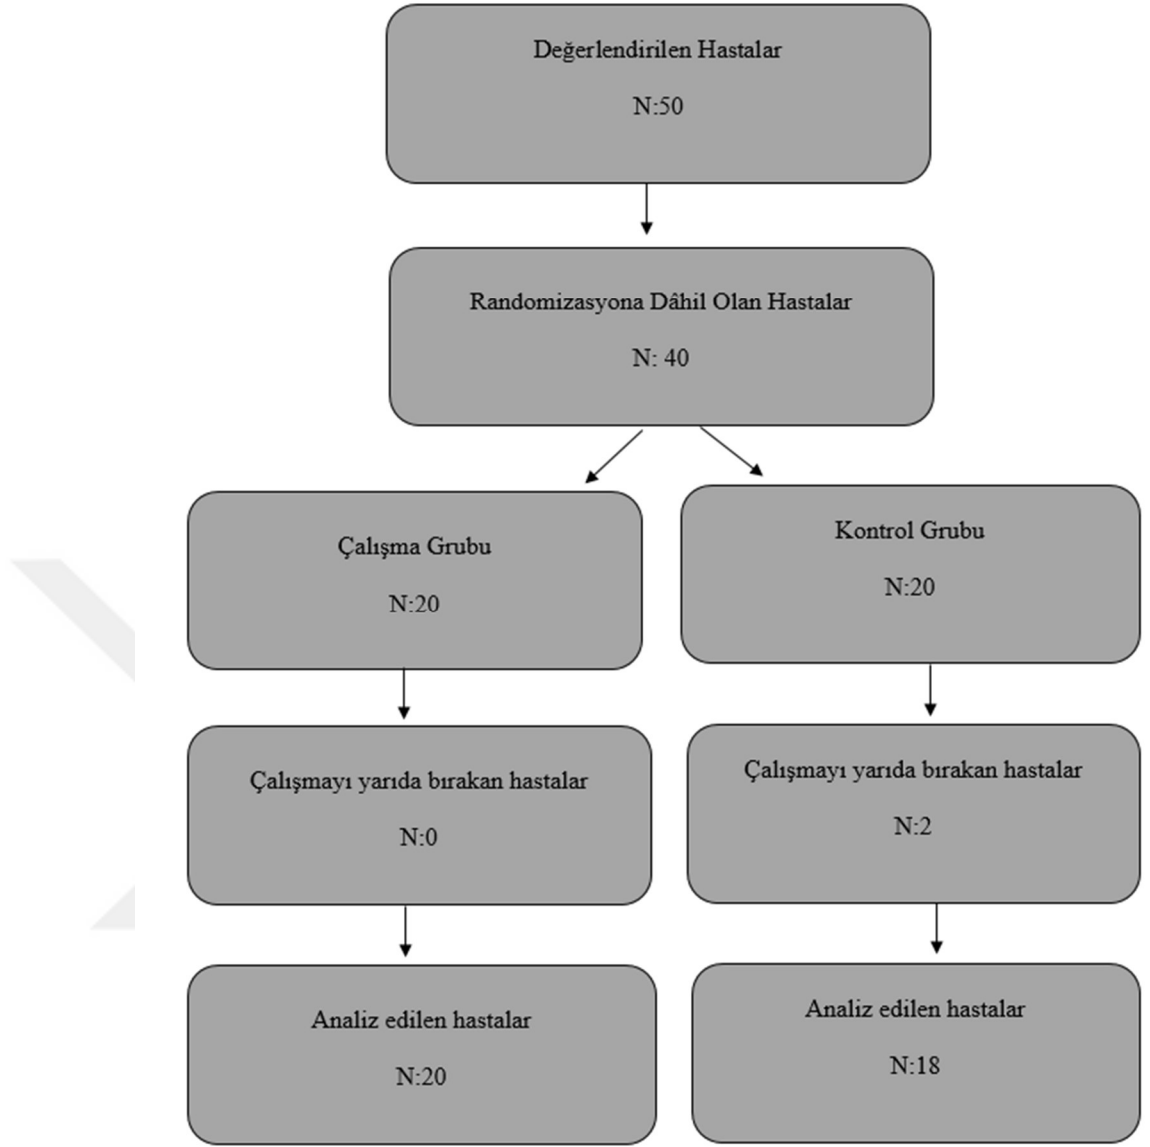 Değerlendirilen Hastalar
N:50
Randomizasyona Dâhil Olan Hastalar
N: 40
Çalışma Grubu
N:20
Kontrol Grubu
N:20
Çalışmayı yarıda bırakan hastalar
N:0
Çalışmayı yarıda bırakan hastalar
N:2
Analiz edilen hastalar
N:20
Analiz edilen hastalar
N:18